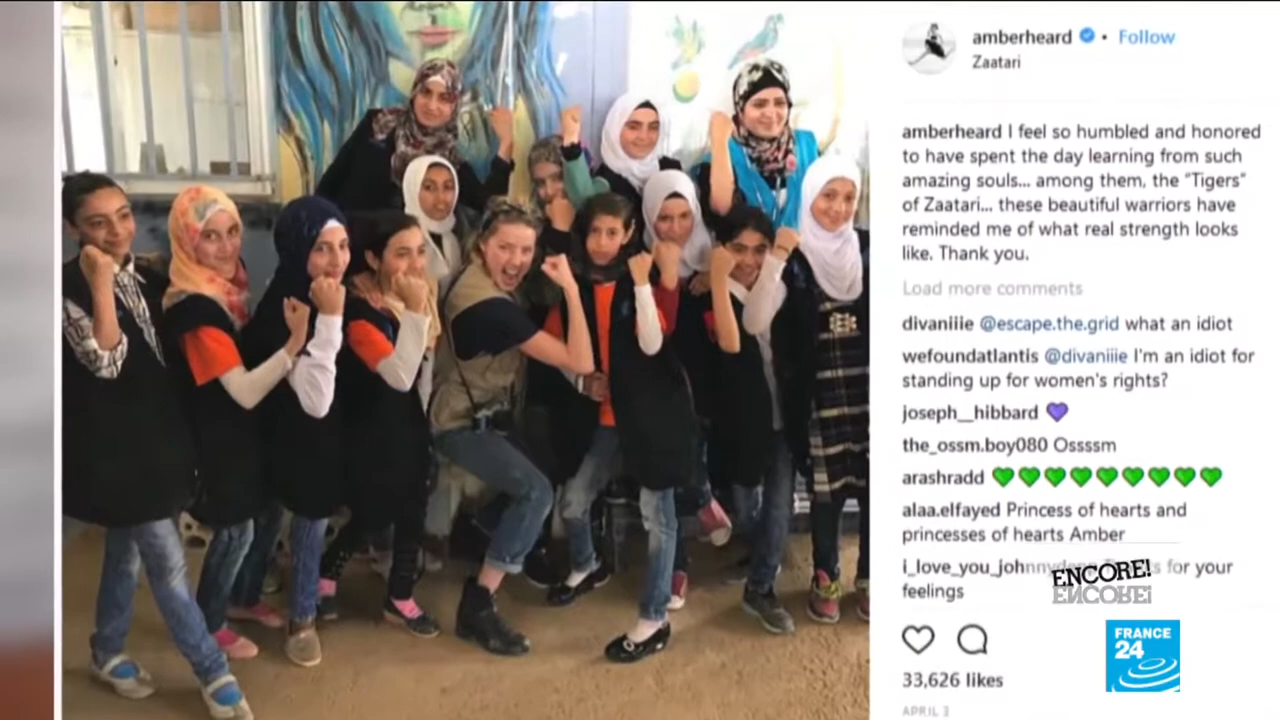 amberheard • Follow
Zaatari
amberheard I feel so humbled and honored
to have spent the day learning from such
amazing souls... among them, the "Tigers"
of Zaatari... these beautiful warriors have
reminded me of what real strength looks
like. Thank you.
Load more comments
divaniiie @escape.the.grid what an idiot
wefoundatlantis @divaniiie I'm an idiot for
standing up for women's rights?
joseph__hibbard 💜
the_ossm.boy080 Ossssm
arashradd 💚💚💚💚💚💚💚💚💚
alaa.elfayed Princess of hearts and
princesses of hearts Amber
for your
feelings
ENCORE!
ENCORE!
FRANCE
24
33,626 likes
APRIL 3